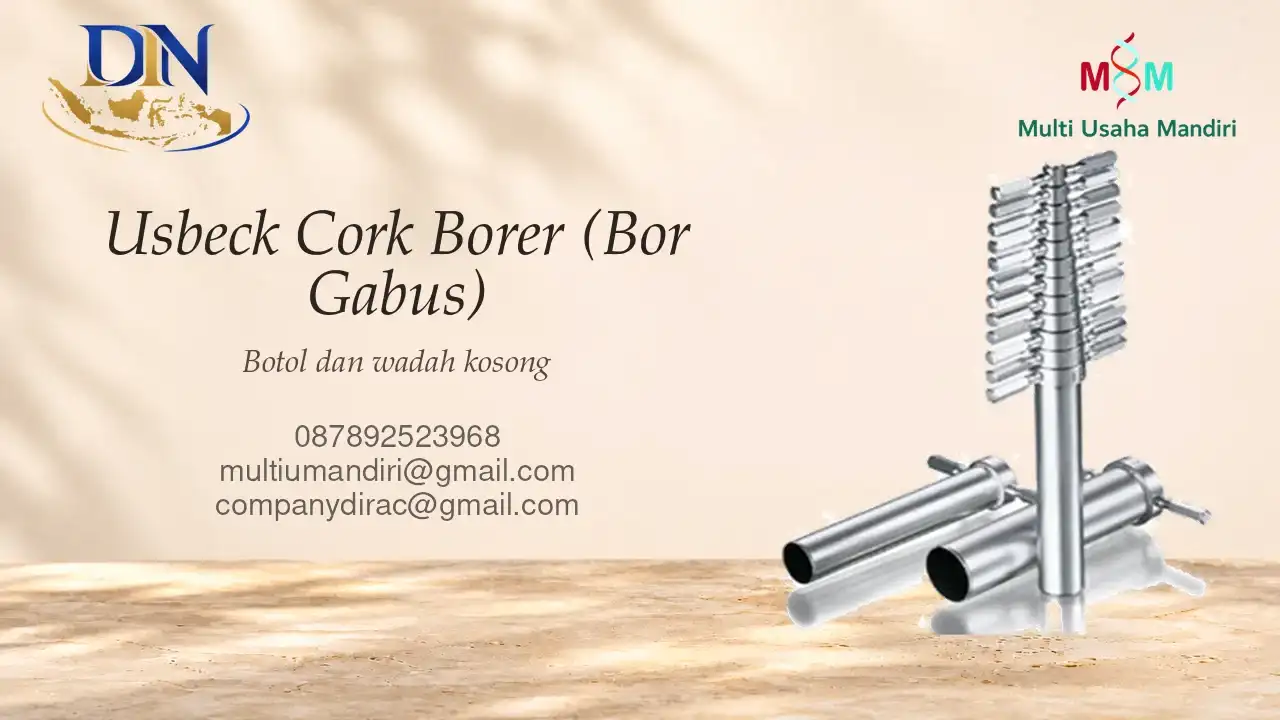 DN
M M
Multi Usaha Mandiri
Usbeck Cork Borer (Bor
Gabus)
Botol dan wadah kosong
087892523968
multiumandiri@gmail.com
companydirac@gmail.com